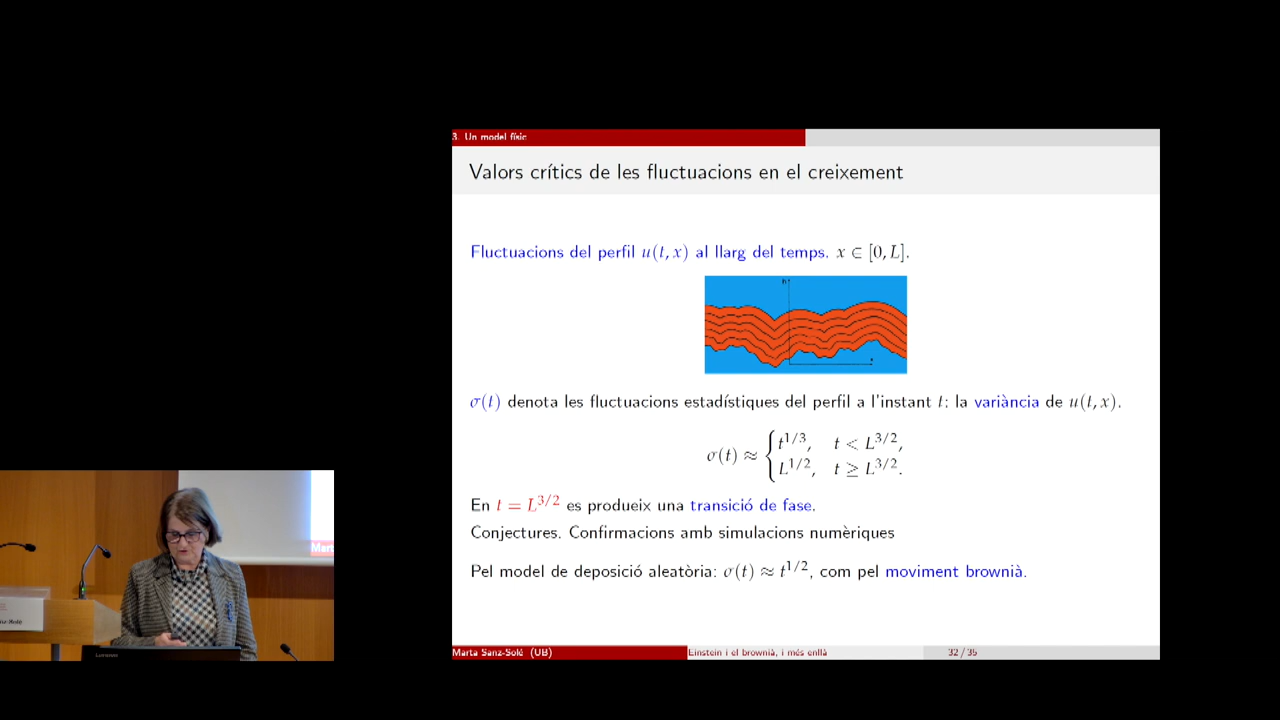 3. Un model físic
Valors crítics de les fluctuacions en el creixement
Fluctuacions del perfil u(t, x) al llarg del temps. x ∈ [0, L].
h
x
σ(t) denota les fluctuacions estadístiques del perfil a l'instant t: la variància de u(t, x).
σ(t) ≈ { t^{1/3}, t < L^{3/2},
L^{1/2}, t ≥ L^{3/2}.
En t = L^{3/2} es produeix una transició de fase.
Conjectures. Confirmacions amb simulacions numèriques
Pel model de deposició aleatòria: σ(t) ≈ t^{1/2}, com pel moviment brownià.
Marta Sanz-Solé (UB)
Einstein i el brownià, i més enllà
32 / 35
Mart